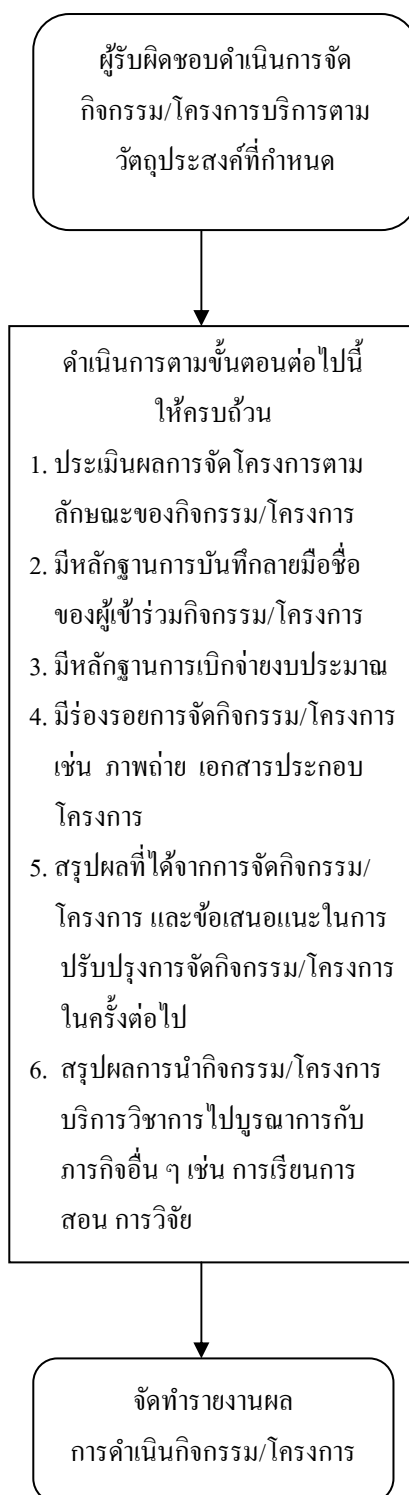 ผู้รับผิดชอบดำเนินการจัด
กิจกรรม/โครงการบริการตาม
วัตถุประสงค์ที่กำหนด
ดำเนินการตามขั้นตอนต่อไปนี้
ให้ครบถ้วน
1. ประเมินผลการจัดโครงการตาม
ลักษณะของกิจกรรม/โครงการ
2. มีหลักฐานการบันทึกลายมือชื่อ
ของผู้เข้าร่วมกิจกรรม/โครงการ
3. มีหลักฐานการเบิกจ่ายงบประมาณ
4. มีร่องรอยการจัดกิจกรรม/โครงการ
เช่น ภาพถ่าย เอกสารประกอบ
โครงการ
5. สรุปผลที่ได้จากการจัดกิจกรรม/
โครงการ และข้อเสนอแนะในการ
ปรับปรุงการจัดกิจกรรม/โครงการ
ในครั้งต่อไป
6. สรุปผลการนำกิจกรรม/โครงการ
บริการวิชาการไปบูรณาการกับ
ภารกิจอื่น ๆ เช่น การเรียนการ
สอน การวิจัย
จัดทำรายงานผล
การดำเนินกิจกรรม/โครงการ